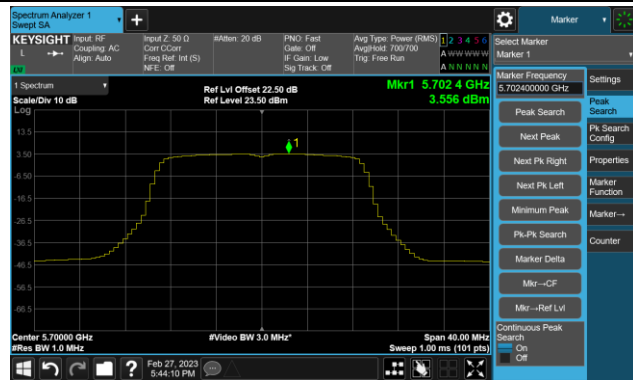 Spectrum Analyzer 1
Swept SA
Marker
KEYSIGHT
L
Input: RF
Coupling: AC
Align: Auto
Input Z: 50 Ω
Corr CCorr
Freq Ref: Int (S)
NFE: Off
#Atten: 20 dB
PNO: Fast
Gate: Off
IF Gain: Low
Sig Track: Off
Avg Type: Power (RMS)
Avg|Hold: 700/700
Trig: Free Run
1 2 3 4 5 6
A W W W W W
A N N N N N
Select Marker
Marker 1
1 Spectrum
Scale/Div 10 dB
Log
Ref Lvl Offset 22.50 dB
Ref Level 23.50 dBm
Mkr1 5.702 4 GHz
3.556 dBm
13.5
3.50
-6.50
-16.5
-26.5
-36.5
-46.5
-56.5
-66.5
1
Center 5.70000 GHz
#Res BW 1.0 MHz
#Video BW 3.0 MHz*
Span 40.00 MHz
Sweep 1.00 ms (101 pts)
Marker Frequency
5.702400000 GHz
Peak Search
Next Peak
Next Pk Right
Next Pk Left
Minimum Peak
Pk-Pk Search
Marker Delta
Mkr→CF
Mkr→Ref Lvl
Continuous Peak
Search
On
Off
Settings
Peak
Search
Pk Search
Config
Properties
Marker
Function
Marker→
Counter
?
Feb 27, 2023
5:44:10 PM